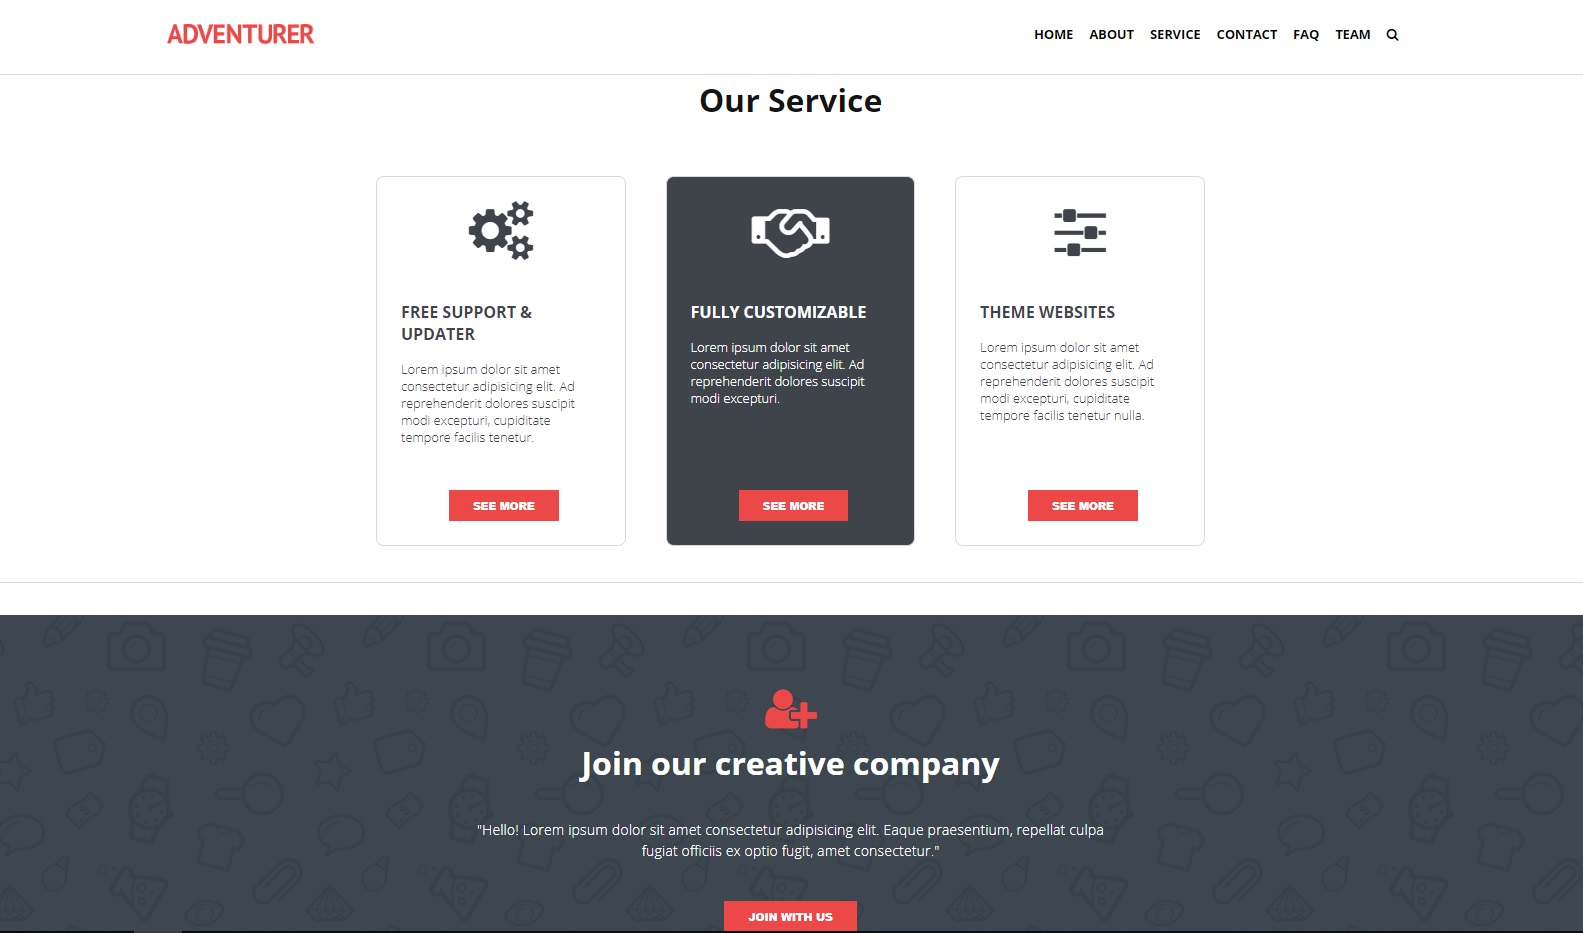 ADVENTURER
HOME ABOUT SERVICE CONTACT FAQ TEAM
Our Service
FREE SUPPORT &
UPDATER
Lorem ipsum dolor sit amet
consectetur adipisicing elit. Ad
reprehenderit dolores suscipit
modi excepturi, cupiditate
tempore facilis tenetur.
SEE MORE
FULLY CUSTOMIZABLE
Lorem ipsum dolor sit amet
consectetur adipisicing elit. Ad
reprehenderit dolores suscipit
modi excepturi.
SEE MORE
THEME WEBSITES
Lorem ipsum dolor sit amet
consectetur adipisicing elit. Ad
reprehenderit dolores suscipit
modi excepturi, cupiditate
tempore facilis tenetur nulla.
SEE MORE
Join our creative company
"Hello! Lorem ipsum dolor sit amet consectetur adipisicing elit. Eaque praesentium, repellat culpa
fugiat officiis ex optio fugit, amet consectetur."
JOIN WITH US